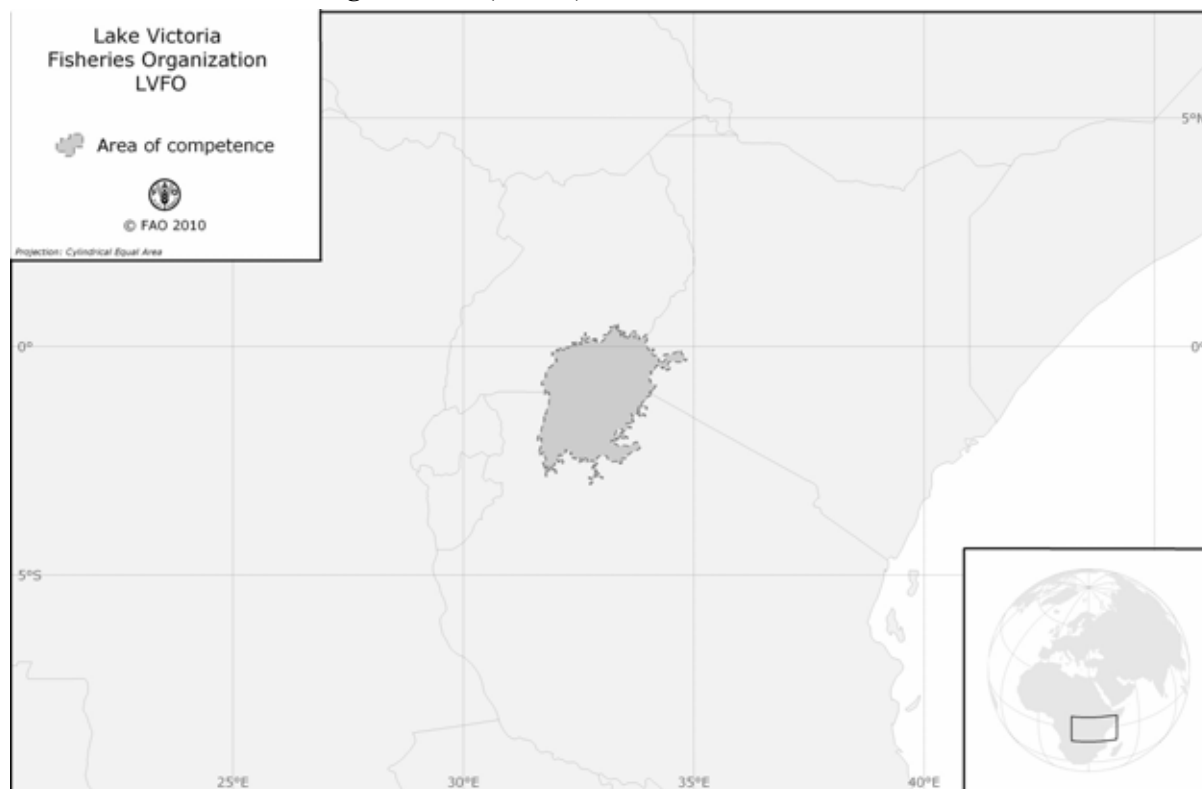 Lake Victoria
Fisheries Organization
LVFO
Area of competence
© FAO 2010
Projection: Cylindrical Equal Area
5°N
0°
0°
5°S
25°E
30°E
35°E
40°E